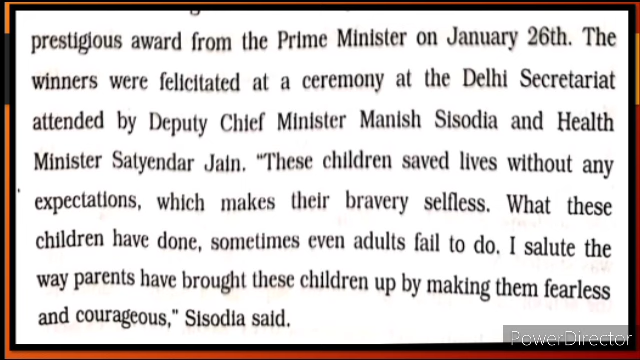 prestigious award from the Prime Minister on January 26th. The
winners were felicitated at a ceremony at the Delhi Secretariat
attended by Deputy Chief Minister Manish Sisodia and Health
Minister Satyendar Jain. “These children saved lives without any
expectations, which makes their bravery selfless. What these
children have done, sometimes even adults fail to do. I salute the
way parents have brought these children up by making them fearless
and courageous,” Sisodia said.
PowerDirector